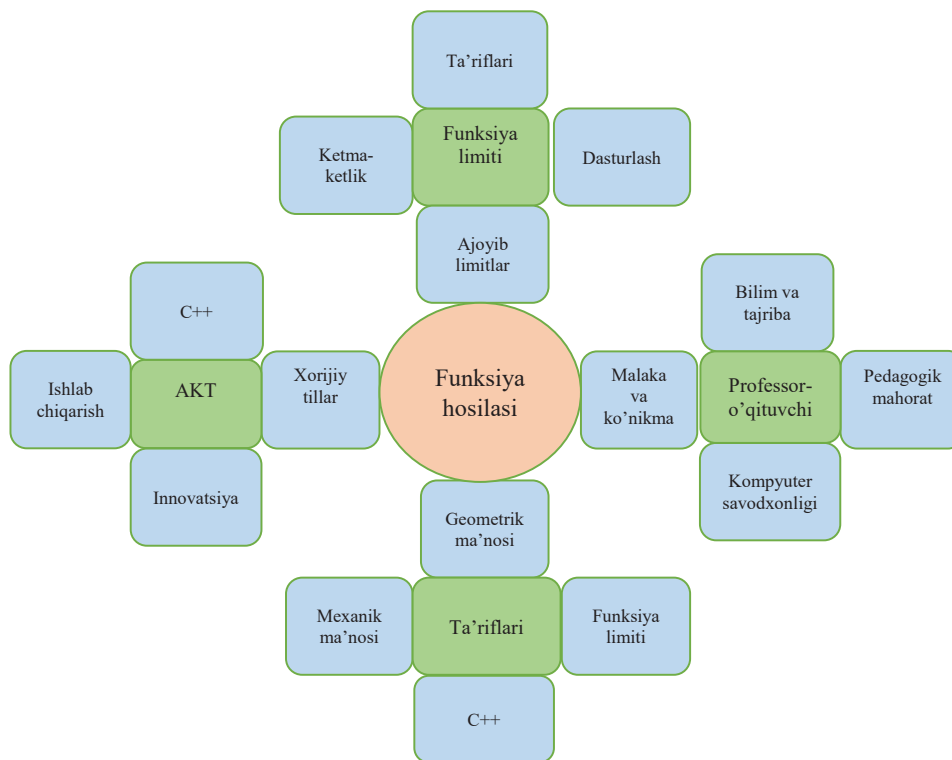 Ta’riflari
Funksiya
limiti
Ketma-
ketlik
Dasturlash
Ajoyib
limitlar
C++
Ishlab
chiqarish
AKT
Xorijiy
tillar
Innovatsiya
Funksiya
hosilasi
Bilim va
tajriba
Malaka
va
ko’nikma
Professor-
o’qituvchi
Pedagogik
mahorat
Kompyuter
savodxonligi
Geometrik
ma’nosi
Mexanik
ma’nosi
Ta’riflari
Funksiya
limiti
C++